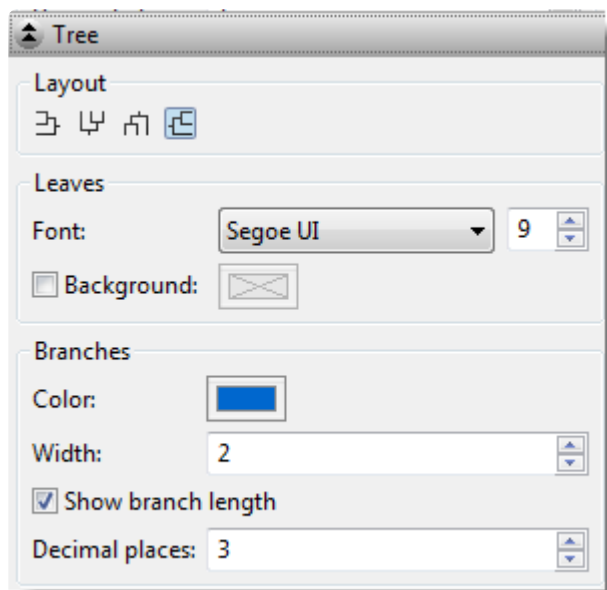 Tree
Layout
Leaves
Font: Segoe UI 9
Background:
Branches
Color:
Width: 2
Show branch length
Decimal places: 3